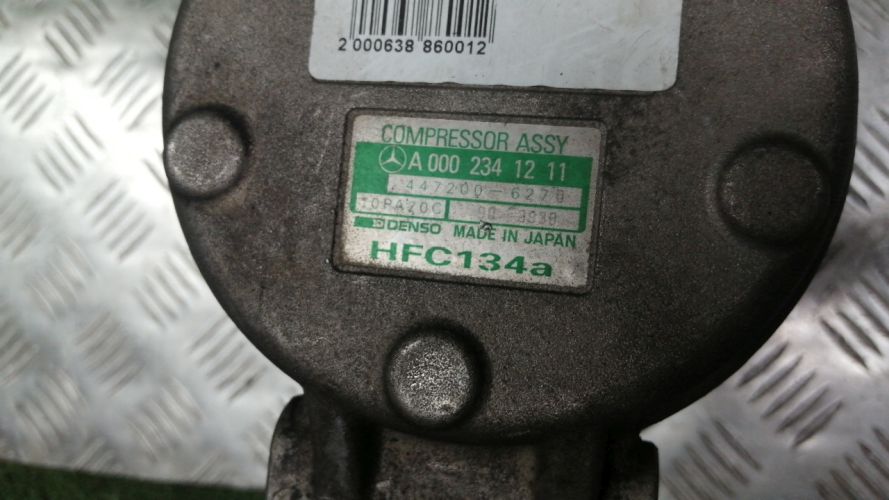 2 000638 860012
COMPRESSOR ASSY
A 000 234 12 11
447200-6270
10PA20C
DENSO MADE IN JAPAN
HFC134a